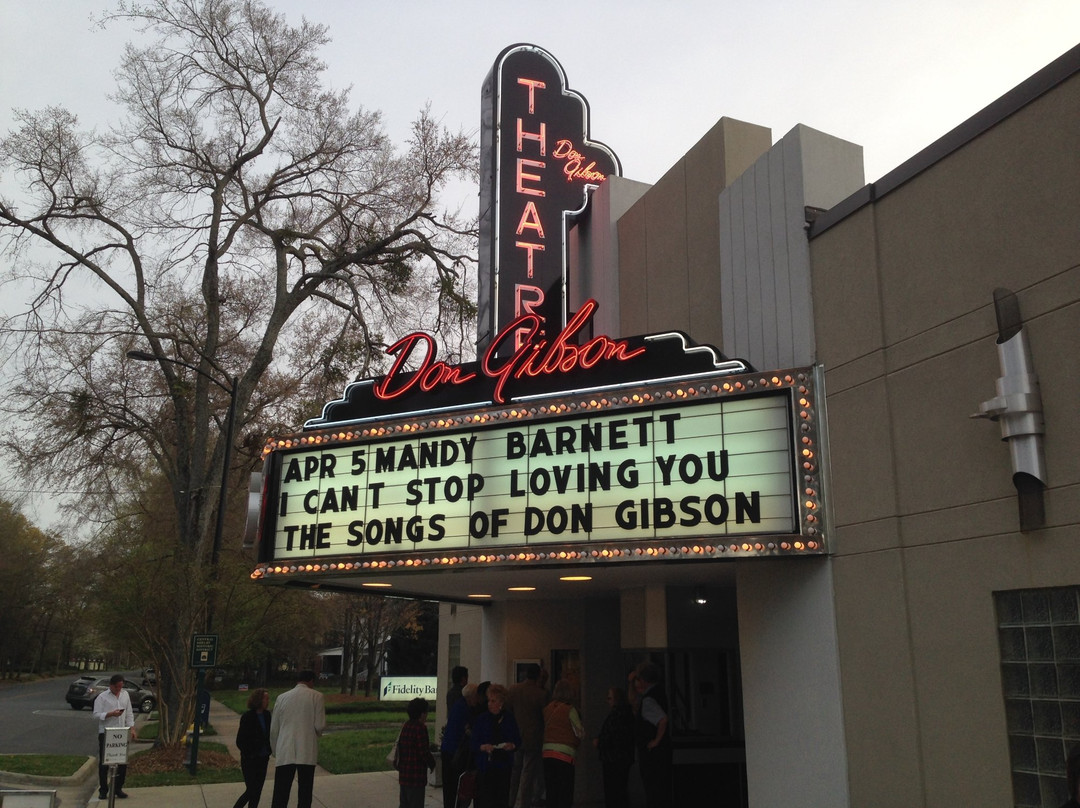 THEATRE
Don
Gibson
Don Gibson
APR 5 MANDY BARNETT
I CAN T STOP LOVING YOU
THE SONGS OF DON GIBSON
Fidelity
NO
PARKING